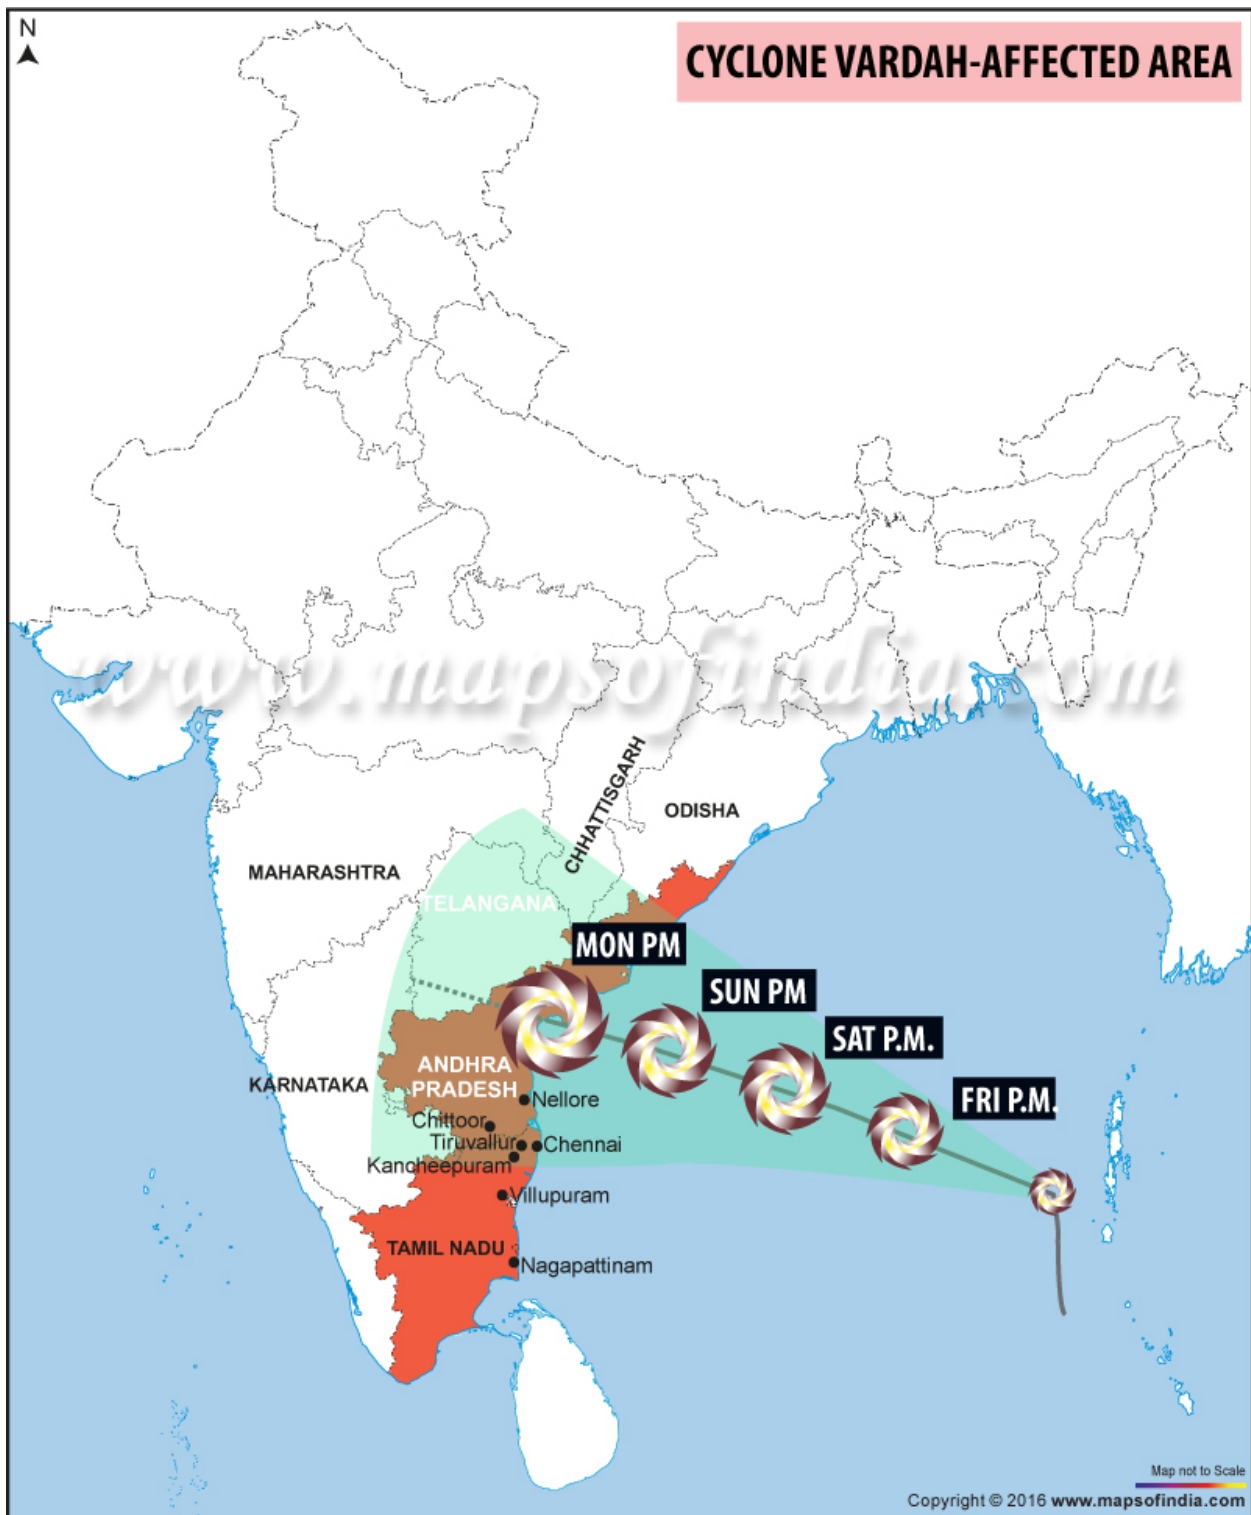 N
CYCLONE VARDAH-AFFECTED AREA
www.mapsofindia.com
CHHATTISGARH
ODISHA
MAHARASHTRA
TELANGANA
MON PM
SUN PM
SAT P.M.
ANDHRA
PRADESH
KARNATAKA
FRI P.M.
Nellore
Chittoor
Tiruvallur
Chennai
Kancheepuram
Villupuram
TAMIL NADU
Nagapattinam
Map not to Scale
Copyright © 2016 www.mapsofindia.com